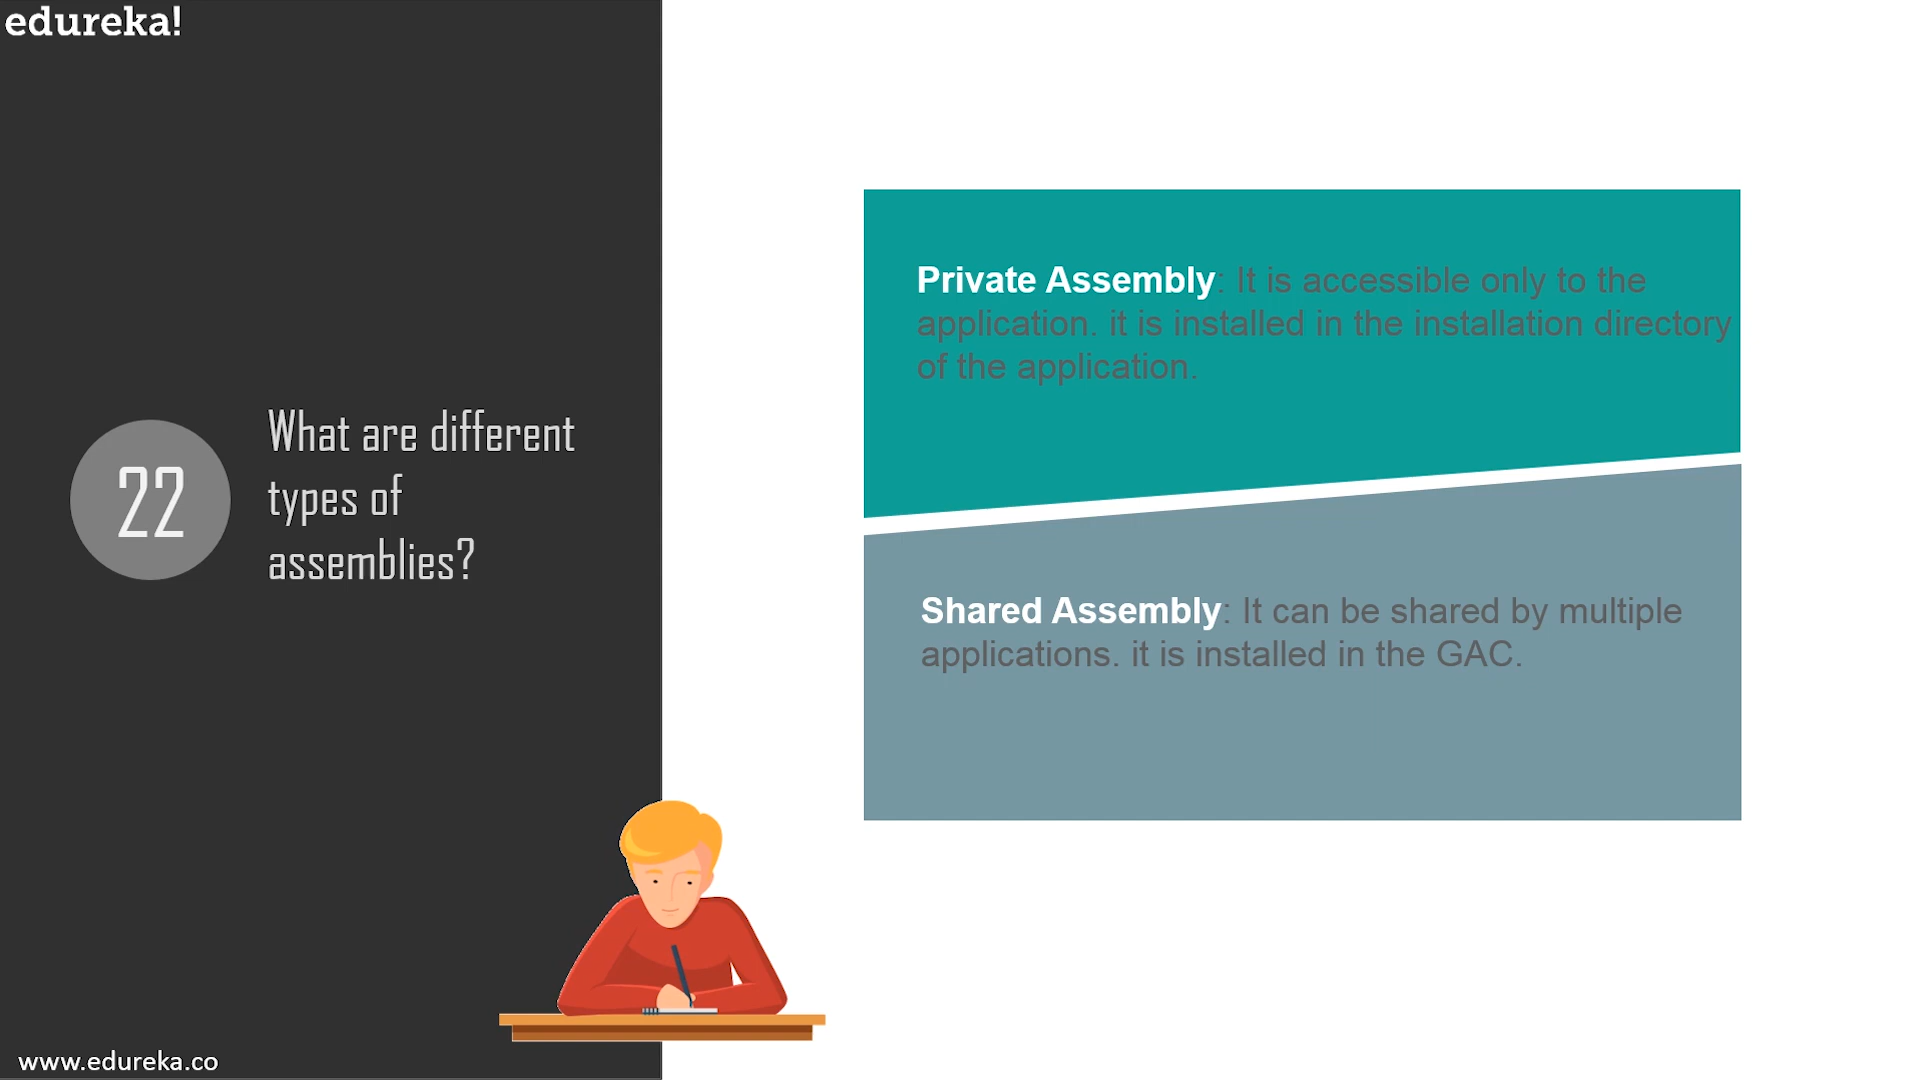 edureka!
22
What are different
types of
assemblies?
Private Assembly: It is accessible only to the
application. it is installed in the installation directory
of the application.
Shared Assembly: It can be shared by multiple
applications. it is installed in the GAC.
www.edureka.co